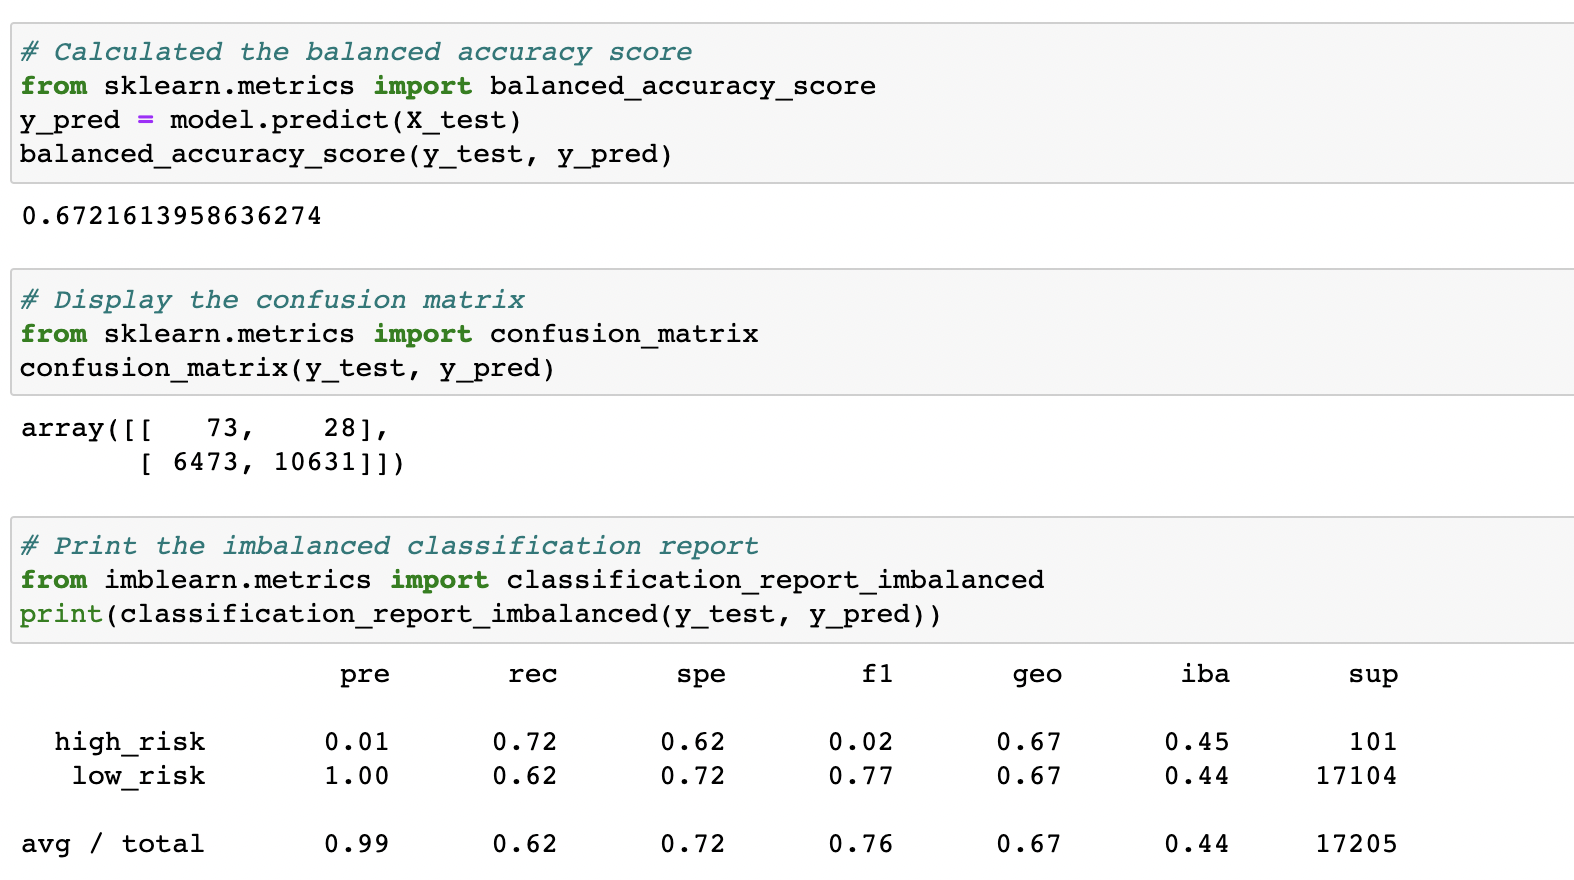 # Calculated the balanced accuracy score
from sklearn.metrics import balanced_accuracy_score
y_pred = model.predict(X_test)
balanced_accuracy_score(y_test, y_pred)
0.6721613958636274
# Display the confusion matrix
from sklearn.metrics import confusion_matrix
confusion_matrix(y_test, y_pred)
array([[   73,    28],
       [ 6473, 10631]])
# Print the imbalanced classification report
from imblearn.metrics import classification_report_imbalanced
print(classification_report_imbalanced(y_test, y_pred))
                   pre       rec       spe        f1       geo       iba       sup
  high_risk       0.01      0.72      0.62      0.02      0.67      0.45       101
   low_risk       1.00      0.62      0.72      0.77      0.67      0.44     17104
avg / total       0.99      0.62      0.72      0.76      0.67      0.44     17205